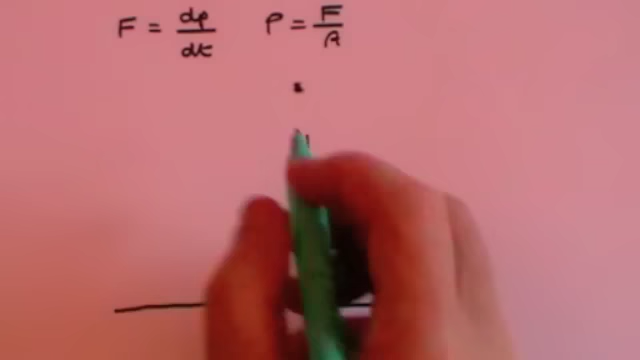 F = dp/dt P = F/A